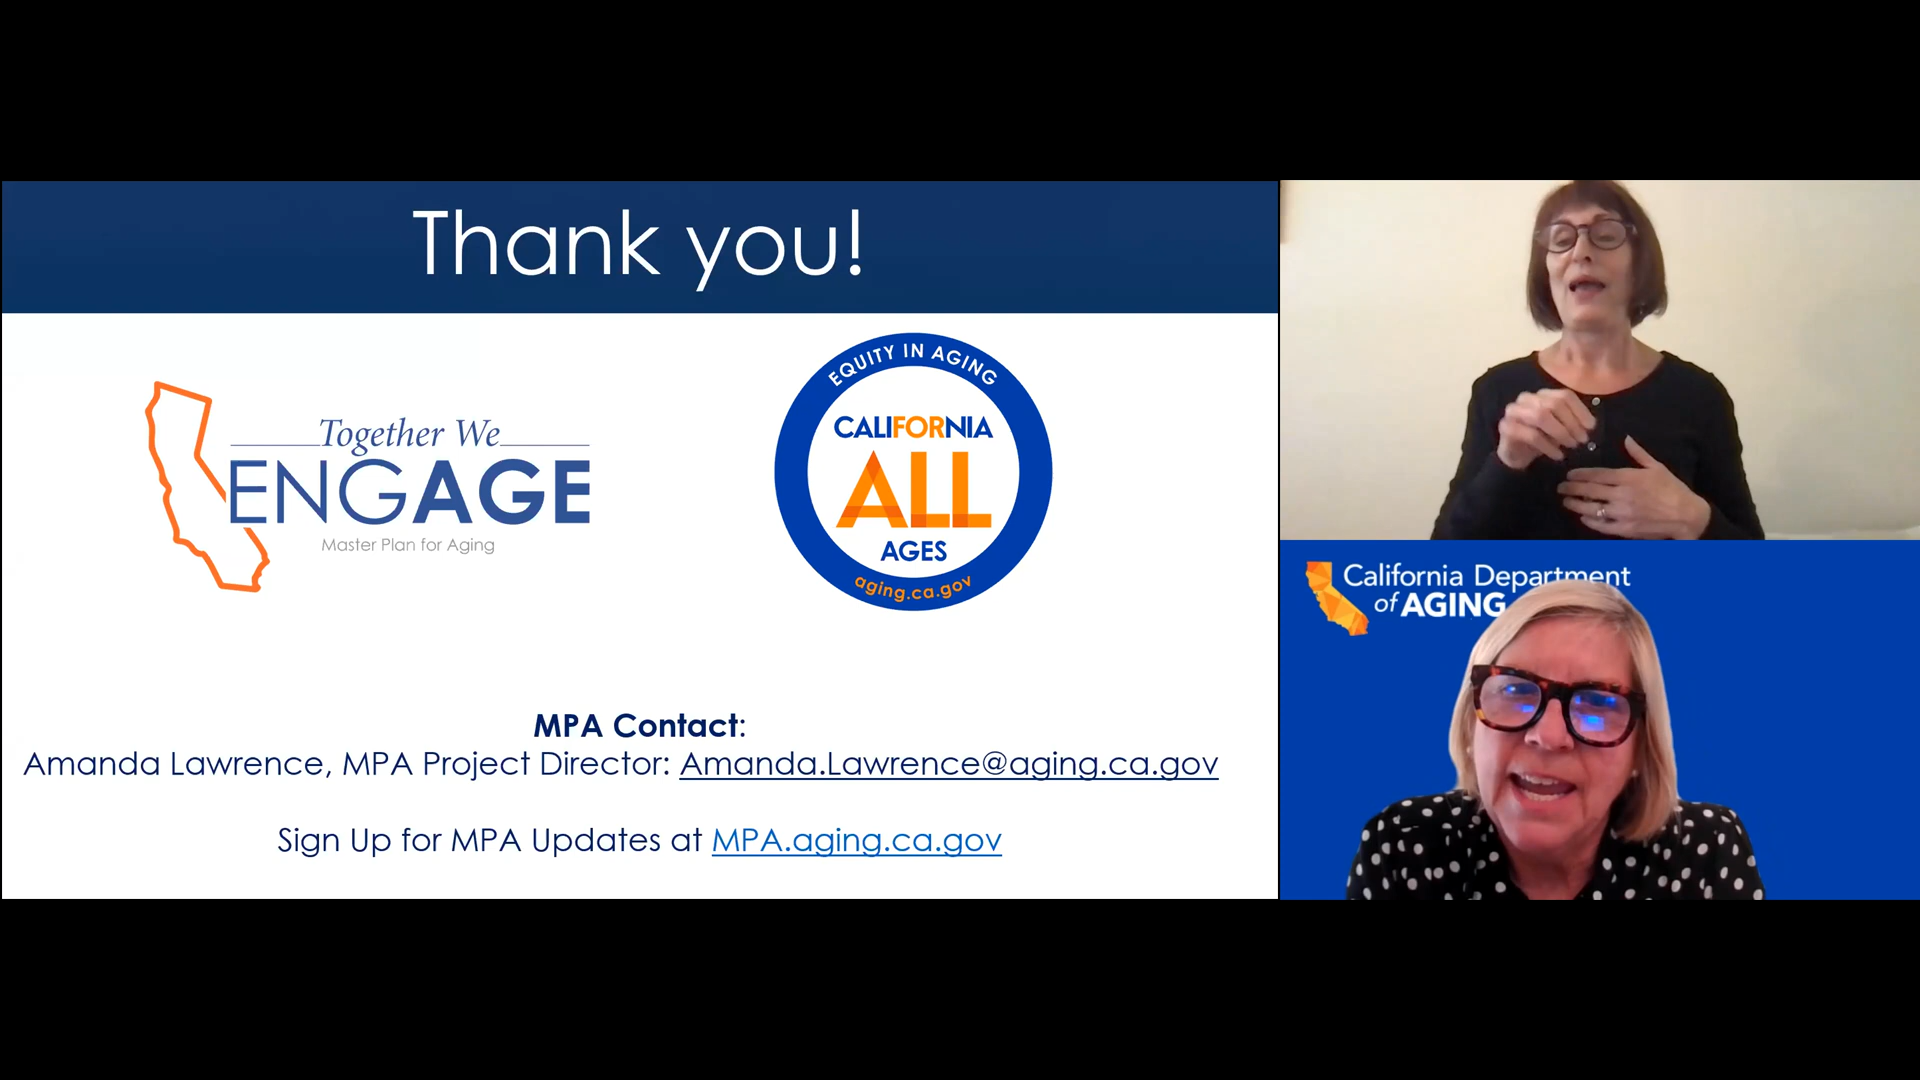 Thank you!
Together We
ENGAGE
Master Plan for Aging
EQUITY IN AGING
CALIFORNIA
ALL
AGES
aging.ca.gov
MPA Contact:
Amanda Lawrence, MPA Project Director: Amanda.Lawrence@aging.ca.gov
Sign Up for MPA Updates at MPA.aging.ca.gov
California Department
of AGING